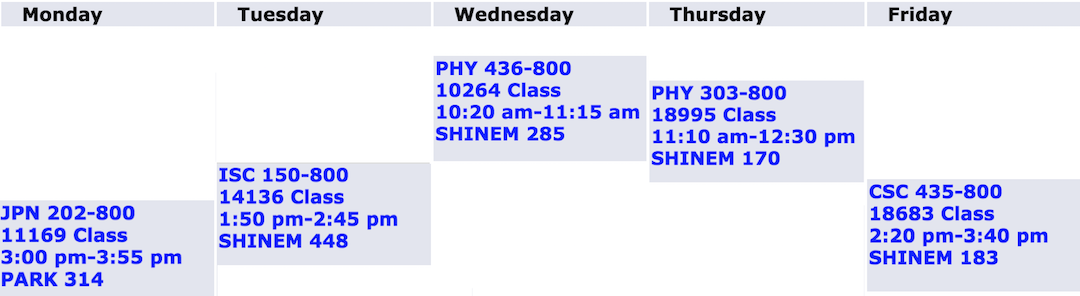 Monday
Tuesday
Wednesday
Thursday
Friday
JPN 202-800
11169 Class
3:00 pm-3:55 pm
PARK 314
ISC 150-800
14136 Class
1:50 pm-2:45 pm
SHINEM 448
PHY 436-800
10264 Class
10:20 am-11:15 am
SHINEM 285
PHY 303-800
18995 Class
11:10 am-12:30 pm
SHINEM 170
CSC 435-800
18683 Class
2:20 pm-3:40 pm
SHINEM 183